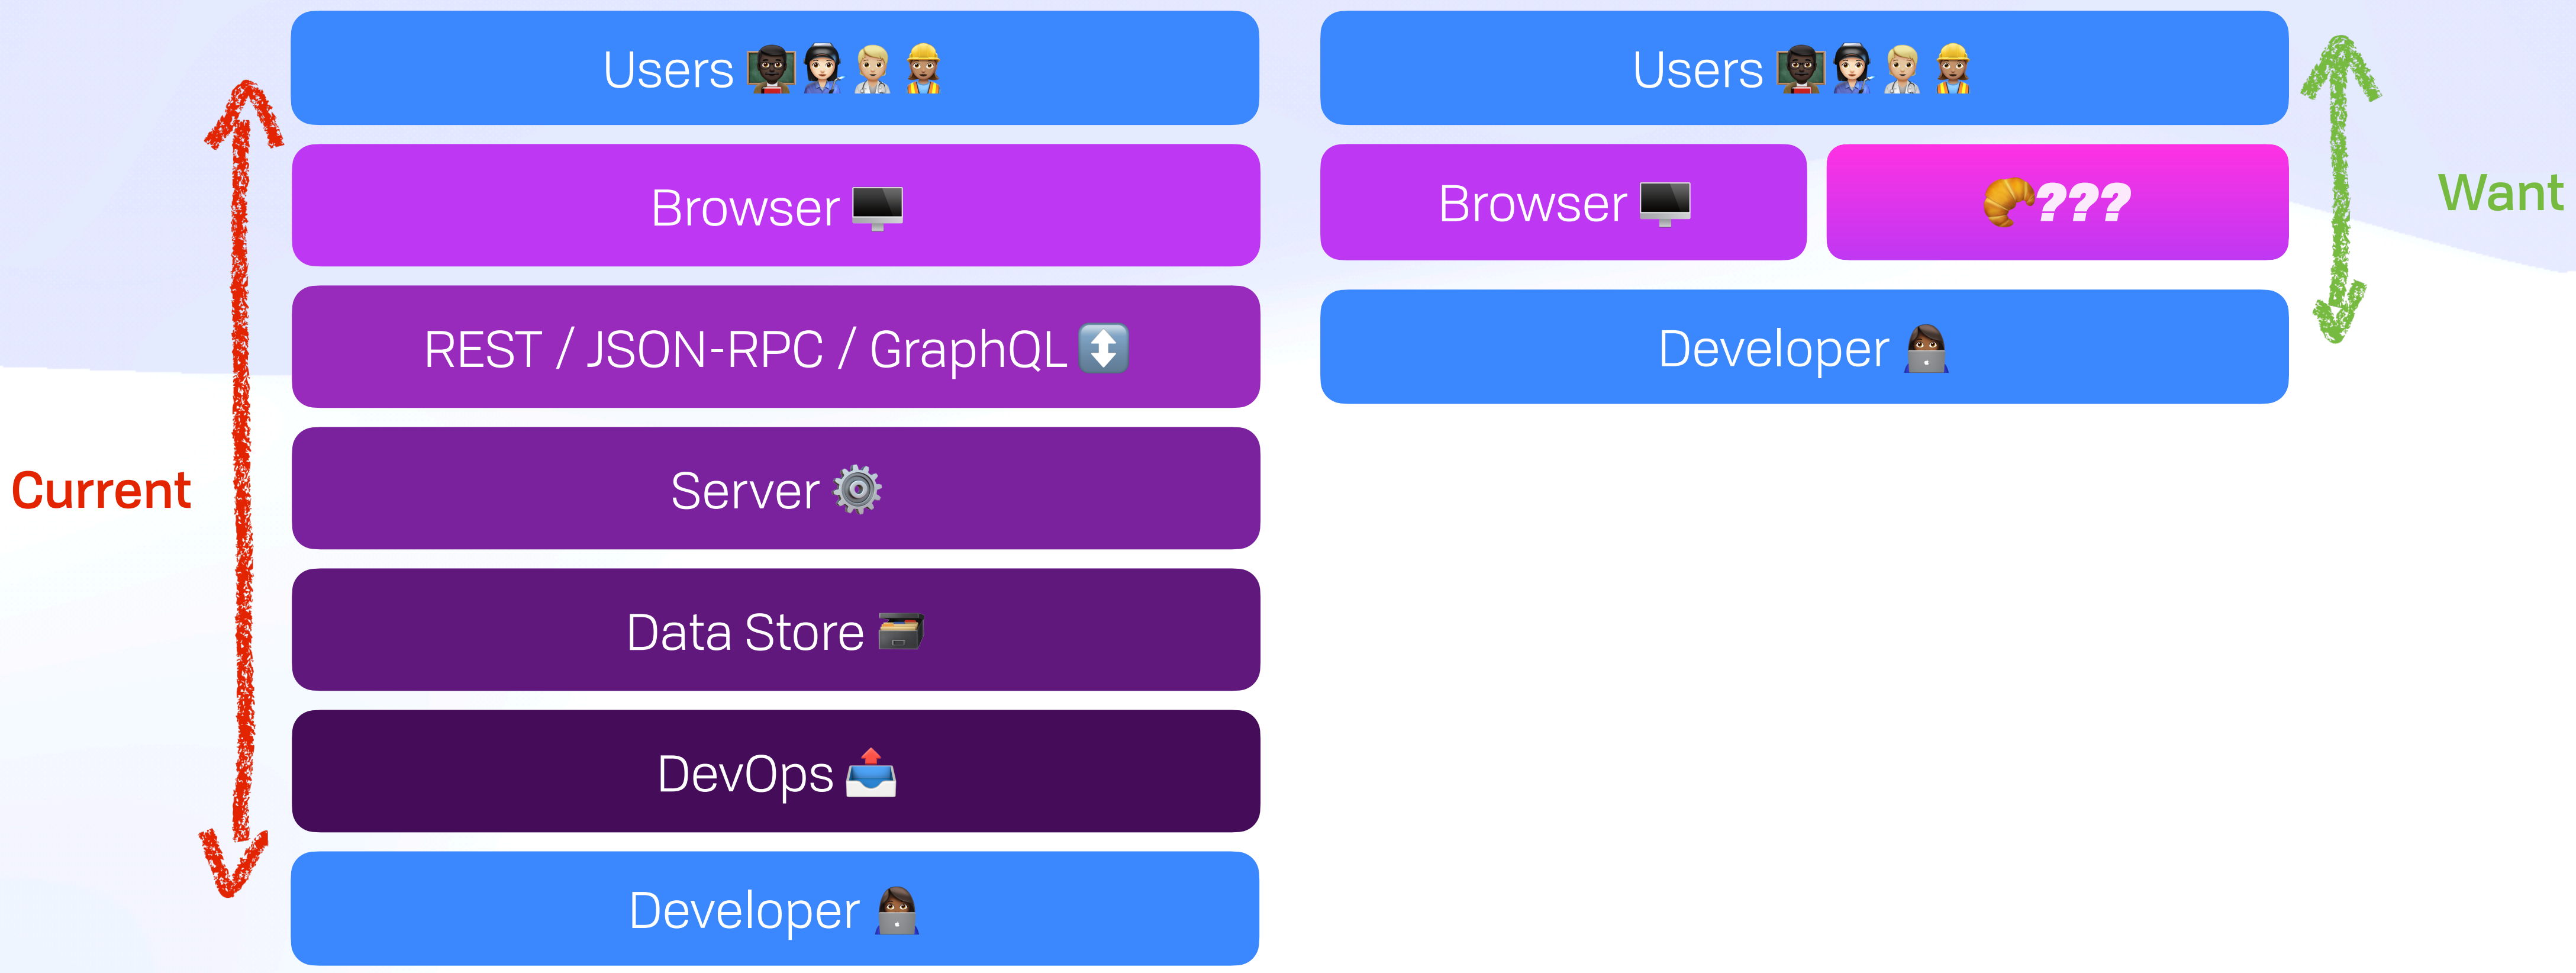 Current
Users
Browser
REST / JSON-RPC / GraphQL
Server
Data Store
DevOps
Developer
Users
Browser
???
Developer
Want